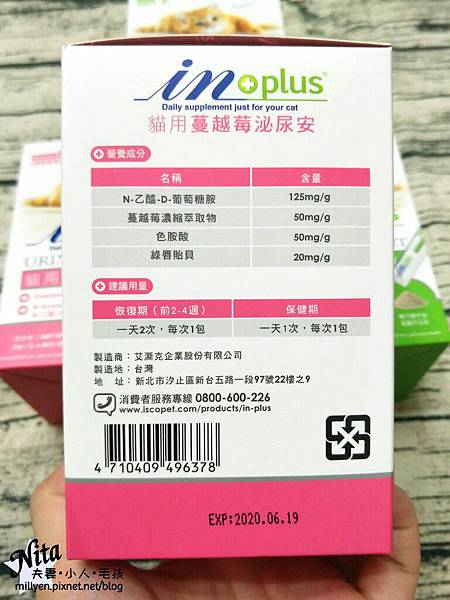 in plus®
Daily supplement just for your cat
貓用蔓越莓泌尿安
營養成分
名稱 含量
N-乙醯-D-葡萄糖胺 125mg/g
蔓越莓濃縮萃取物 50mg/g
色胺酸 50mg/g
綠唇貽貝 20mg/g
建議用量
恢復期(前2-4週) 保健期
一天2次,每次1包 一天1次,每次1包
製造商:艾澌克企業股份有限公司
製造地:台灣
地 址:新北市汐止區新台五路一段97號22樓之9
消費者服務專線 0800-600-226
www.iscopet.com/products/in-plus
4 710409 496378
EXP:2020.06.19
Nita
夫妻·小人·毛孩
millyen.pixnet.net/blog